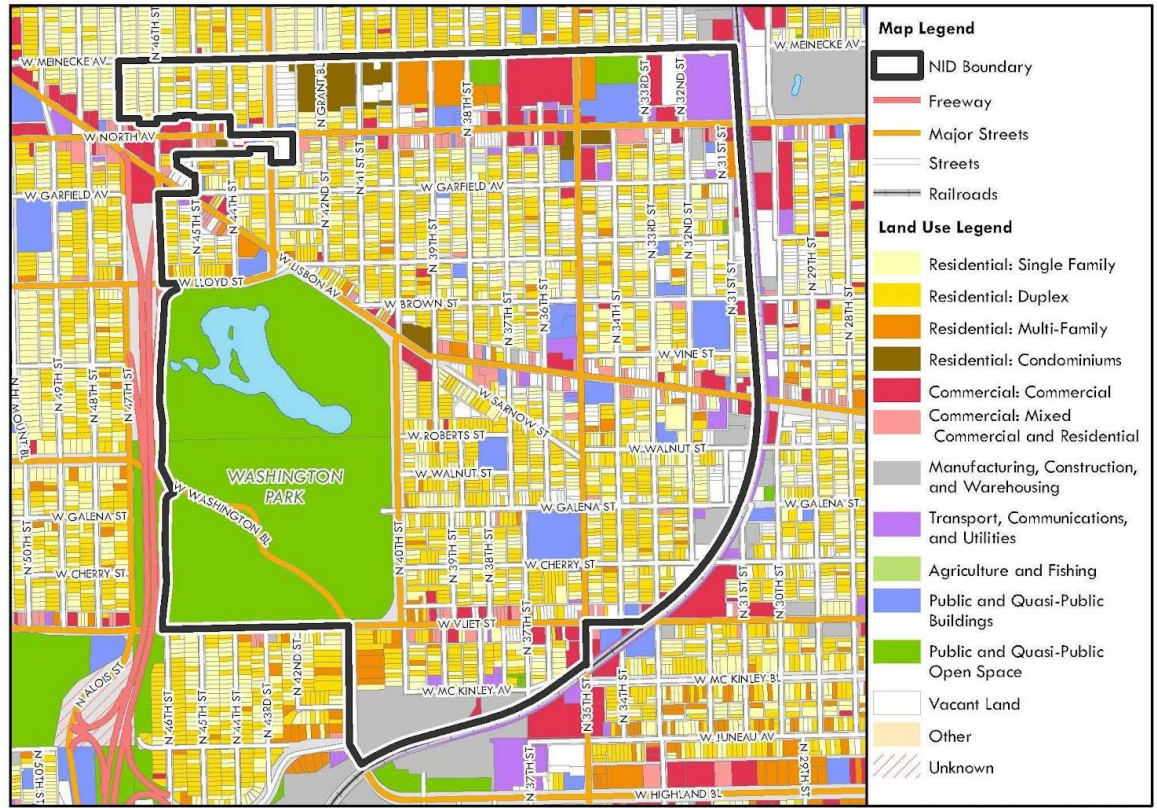 N 46TH ST
W MEINECKE AV
W MEINECKE AV
N GRANT BL
N 38TH ST
N 33RD ST
N 32ND ST
W NORTH AV
N 31ST ST
N 42ND ST
N 41ST ST
W GARFIELD AV
W GARFIELD AV
N 45TH ST
N 44TH ST
N 39TH ST
N 33RD ST
N 32ND ST
N 29TH ST
W LLOYD ST
W LISBON AV
N 31ST ST
W BROWN ST
N 37TH ST
N 36TH ST
N 34TH ST
N 28TH ST
W VINE ST
N HI MOUNT BL
N 49TH ST
N 48TH ST
N 47TH ST
W SARNOW ST
W ROBERTS ST
W WALNUT ST
W WALNUT ST
WASHINGTON
PARK
W WASHINGTON BL
W GALENA ST
W GALENA ST
W GALENA ST
N 50TH ST
N 40TH ST
N 39TH ST
N 38TH ST
W CHERRY ST
W CHERRY ST
N 31ST ST
N 30TH ST
W VLIET ST
N 37TH ST
N ALOIS ST
N 42ND ST
N 46TH ST
N 45TH ST
N 44TH ST
N 43RD ST
W MC KINLEY AV
N 35TH ST
N 34TH ST
W MC KINLEY BL
W JUNEAU AV
N 50TH ST
N 37TH ST
N 29TH ST
W HIGHLAND BL
Map Legend
NID Boundary
Freeway
Major Streets
Streets
Railroads
Land Use Legend
Residential: Single Family
Residential: Duplex
Residential: Multi-Family
Residential: Condominiums
Commercial: Commercial
Commercial: Mixed
Commercial and Residential
Manufacturing, Construction,
and Warehousing
Transport, Communications,
and Utilities
Agriculture and Fishing
Public and Quasi-Public
Buildings
Public and Quasi-Public
Open Space
Vacant Land
Other
Unknown